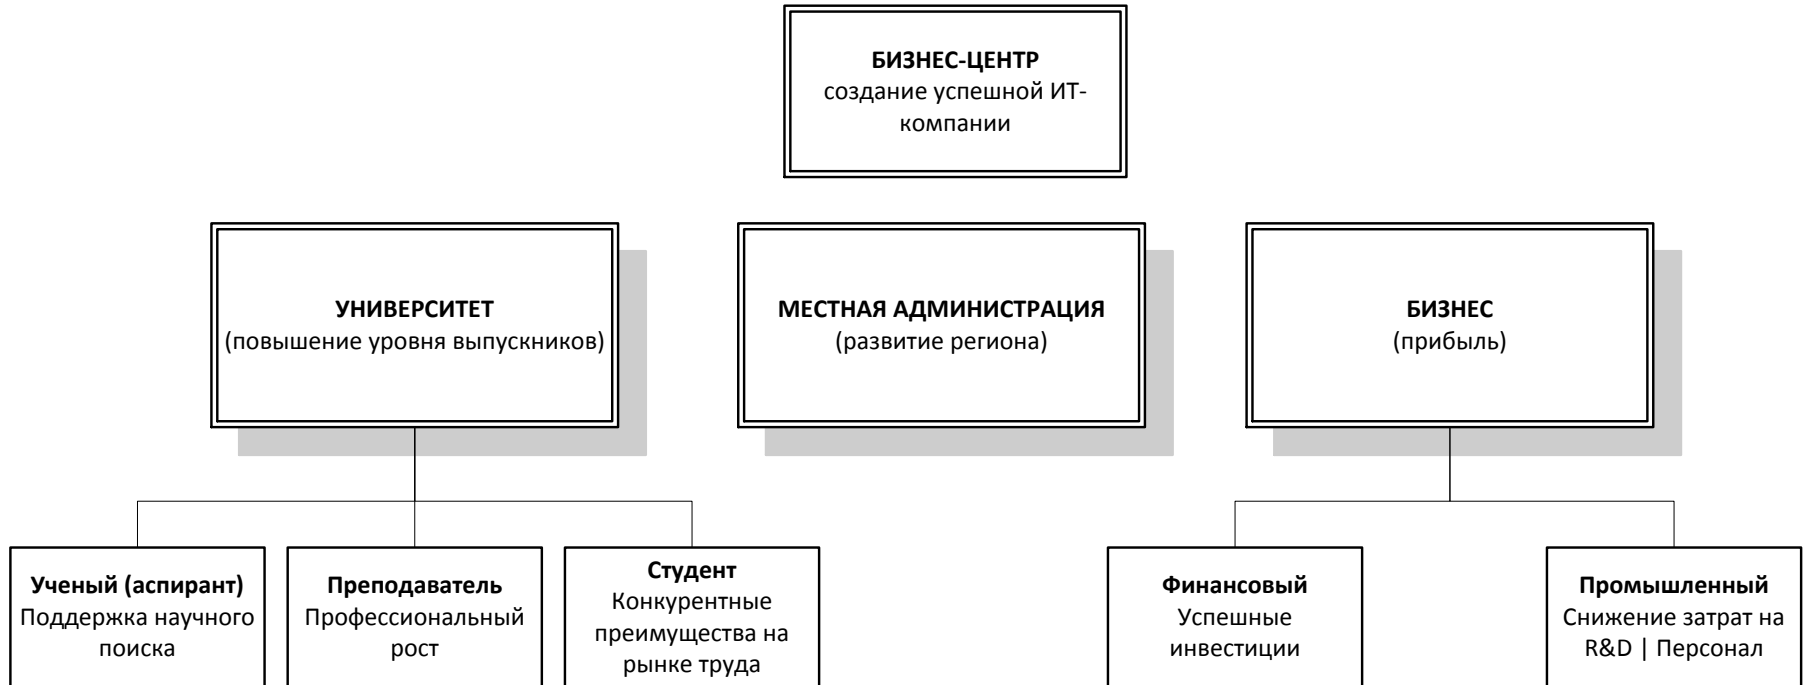 БИЗНЕС-ЦЕНТР
создание успешной ИТ-
компании
УНИВЕРСИТЕТ
(повышение уровня выпускников)
МЕСТНАЯ АДМИНИСТРАЦИЯ
(развитие региона)
БИЗНЕС
(прибыль)
Ученый (аспирант)
Поддержка научного
поиска
Преподаватель
Профессиональный
рост
Студент
Конкурентные
преимущества на
рынке труда
Финансовый
Успешные
инвестиции
Промышленный
Снижение затрат на
R&D | Персонал